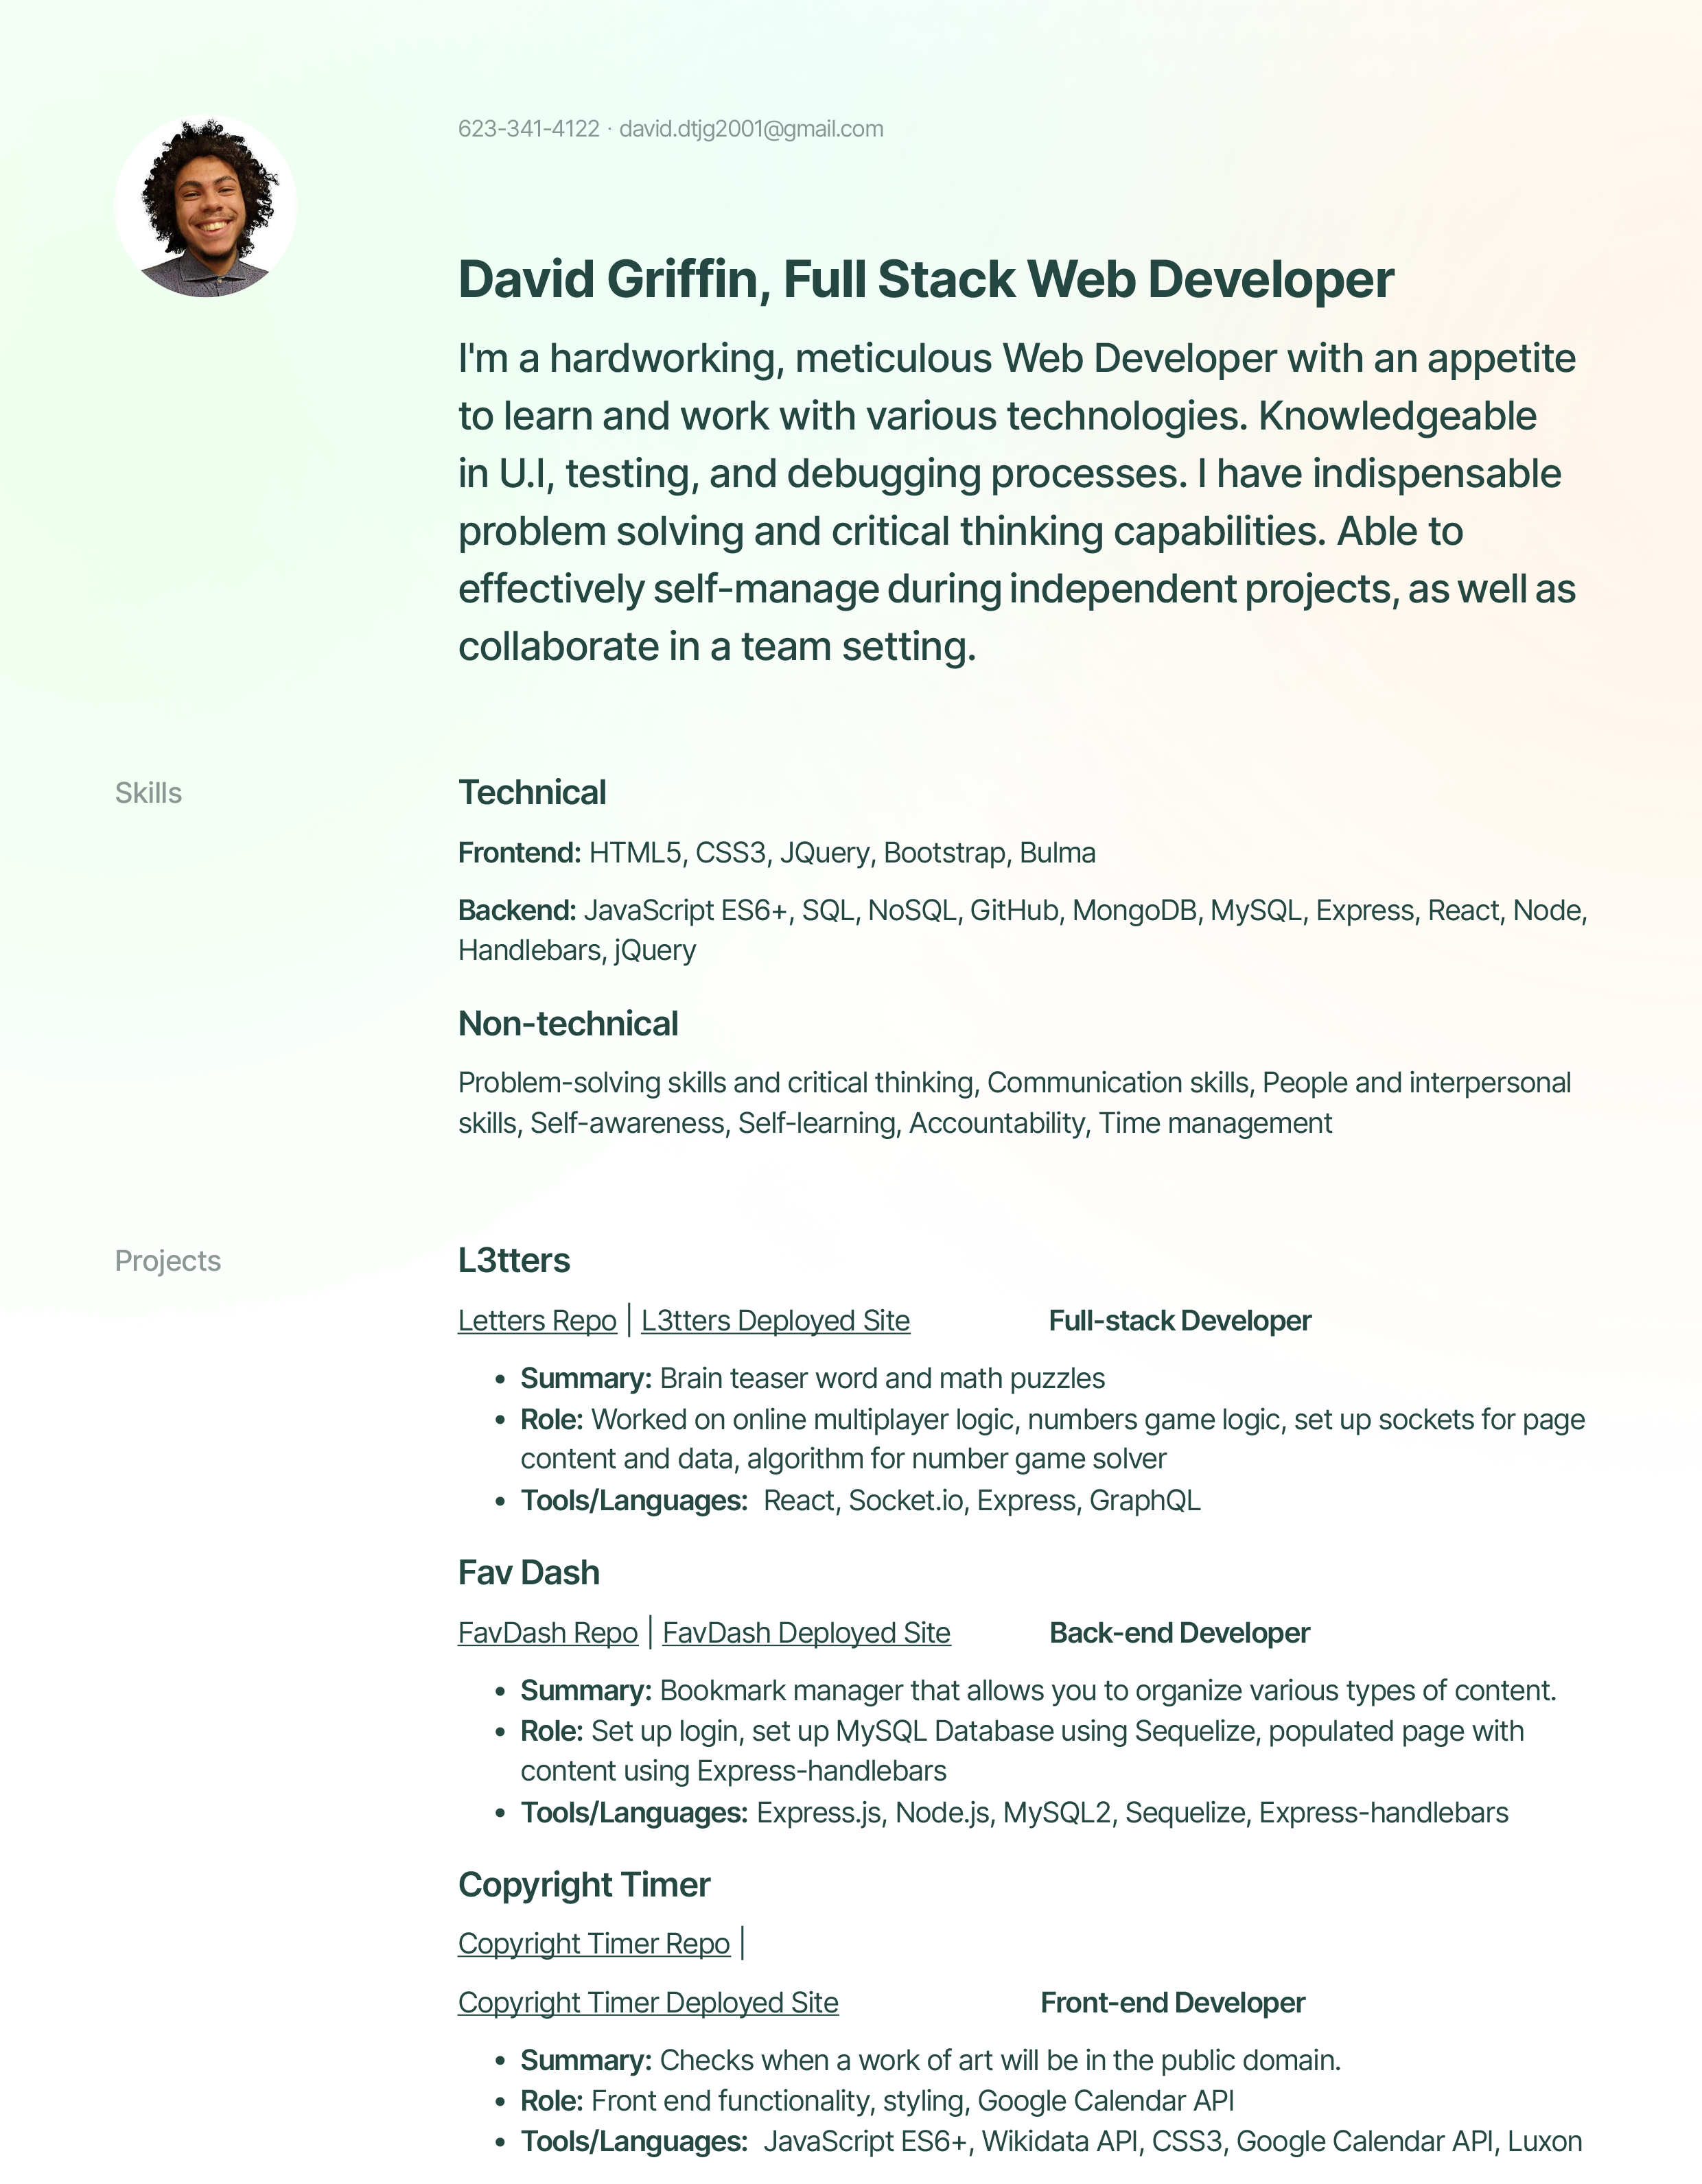 623-341-4122 · david.dtjg2001@gmail.com
David Griffin, Full Stack Web Developer
I'm a hardworking, meticulous Web Developer with an appetite
to learn and work with various technologies. Knowledgeable
in U.I, testing, and debugging processes. I have indispensable
problem solving and critical thinking capabilities. Able to
effectively self-manage during independent projects, as well as
collaborate in a team setting.
Skills
Technical
Frontend: HTML5, CSS3, JQuery, Bootstrap, Bulma
Backend: JavaScript ES6+, SQL, NoSQL, GitHub, MongoDB, MySQL, Express, React, Node,
Handlebars, jQuery
Non-technical
Problem-solving skills and critical thinking, Communication skills, People and interpersonal
skills, Self-awareness, Self-learning, Accountability, Time management
Projects
L3tters
Letters Repo | L3tters Deployed Site Full-stack Developer
• Summary: Brain teaser word and math puzzles
• Role: Worked on online multiplayer logic, numbers game logic, set up sockets for page
content and data, algorithm for number game solver
• Tools/Languages: React, Socket.io, Express, GraphQL
Fav Dash
FavDash Repo | FavDash Deployed Site Back-end Developer
• Summary: Bookmark manager that allows you to organize various types of content.
• Role: Set up login, set up MySQL Database using Sequelize, populated page with
content using Express-handlebars
• Tools/Languages: Express.js, Node.js, MySQL2, Sequelize, Express-handlebars
Copyright Timer
Copyright Timer Repo |
Copyright Timer Deployed Site Front-end Developer
• Summary: Checks when a work of art will be in the public domain.
• Role: Front end functionality, styling, Google Calendar API
• Tools/Languages: JavaScript ES6+, Wikidata API, CSS3, Google Calendar API, Luxon